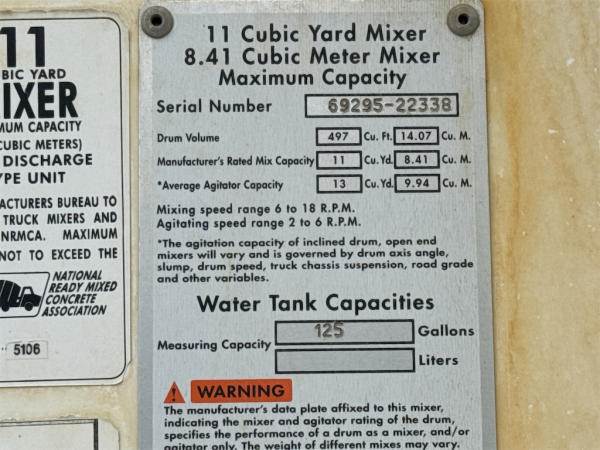 11
BIC YARD
IXER
MUM CAPACITY
CUBIC METERS)
DISCHARGE
YPE UNIT
ACTURERS BUREAU TO
TRUCK MIXERS AND
NRMCA. MAXIMUM
NOT TO EXCEED THE
NATIONAL
READY MIXED
CONCRETE
ASSOCIATION
5106
11 Cubic Yard Mixer
8.41 Cubic Meter Mixer
Maximum Capacity
Serial Number 69295-22338
Drum Volume 497 Cu. Ft. 14.07 Cu. M.
Manufacturer's Rated Mix Capacity 11 Cu. Yd. 8.41 Cu. M.
*Average Agitator Capacity 13 Cu. Yd. 9.94 Cu. M.
Mixing speed range 6 to 18 R.P.M.
Agitating speed range 2 to 6 R.P.M.
*The agitation capacity of inclined drum, open end
mixers will vary and is governed by drum axis angle,
slump, drum speed, truck chassis suspension, road grade
and other variables.
Water Tank Capacities
Measuring Capacity 125 Gallons
Liters
WARNING
The manufacturer's data plate affixed to this mixer,
indicating the mixer and agitator rating of the drum,
specifies the performance of a drum as a mixer, and/or
agitator only. The weight of different mixes may vary.